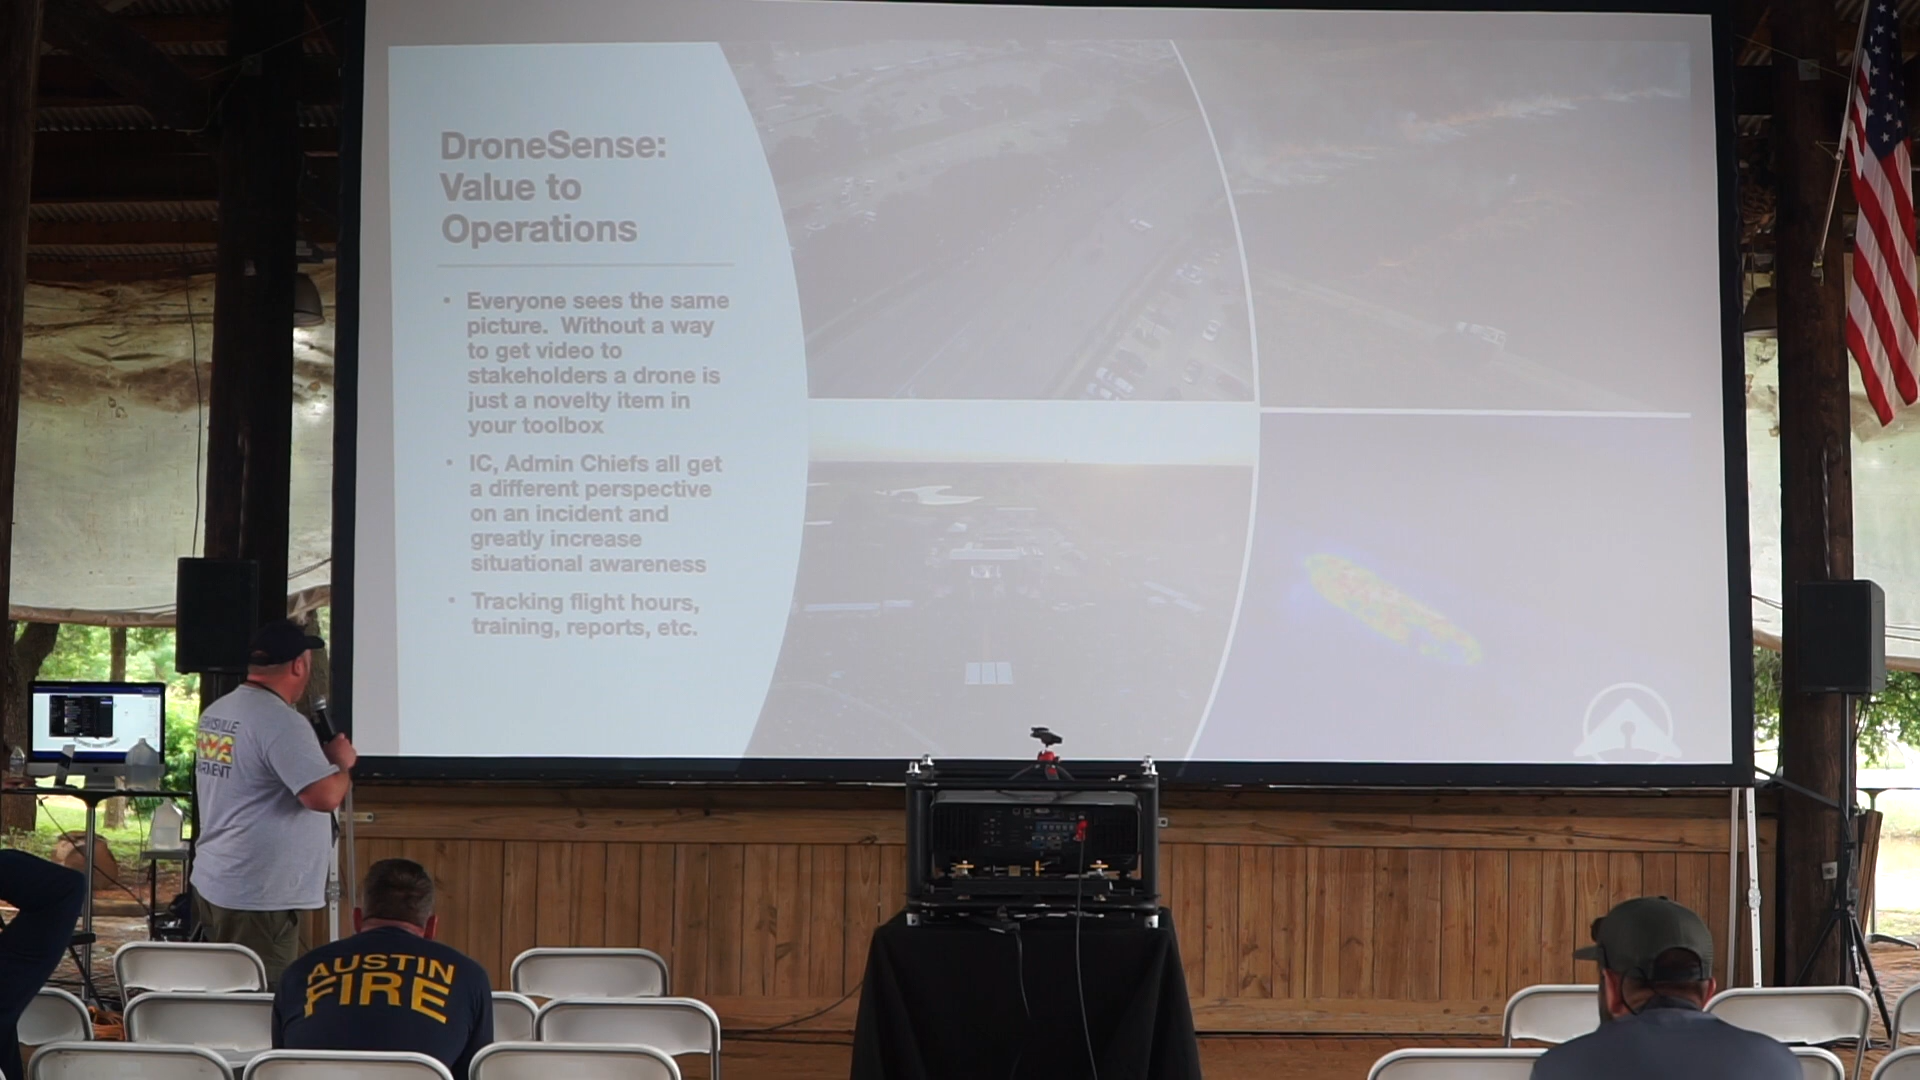 DroneSense:
Value to
Operations
• Everyone sees the same
picture. Without a way
to get video to
stakeholders a drone is
just a novelty item in
your toolbox
• IC, Admin Chiefs all get
a different perspective
on an incident and
greatly increase
situational awareness
• Tracking flight hours,
training, reports, etc.
AUSTIN
FIRE